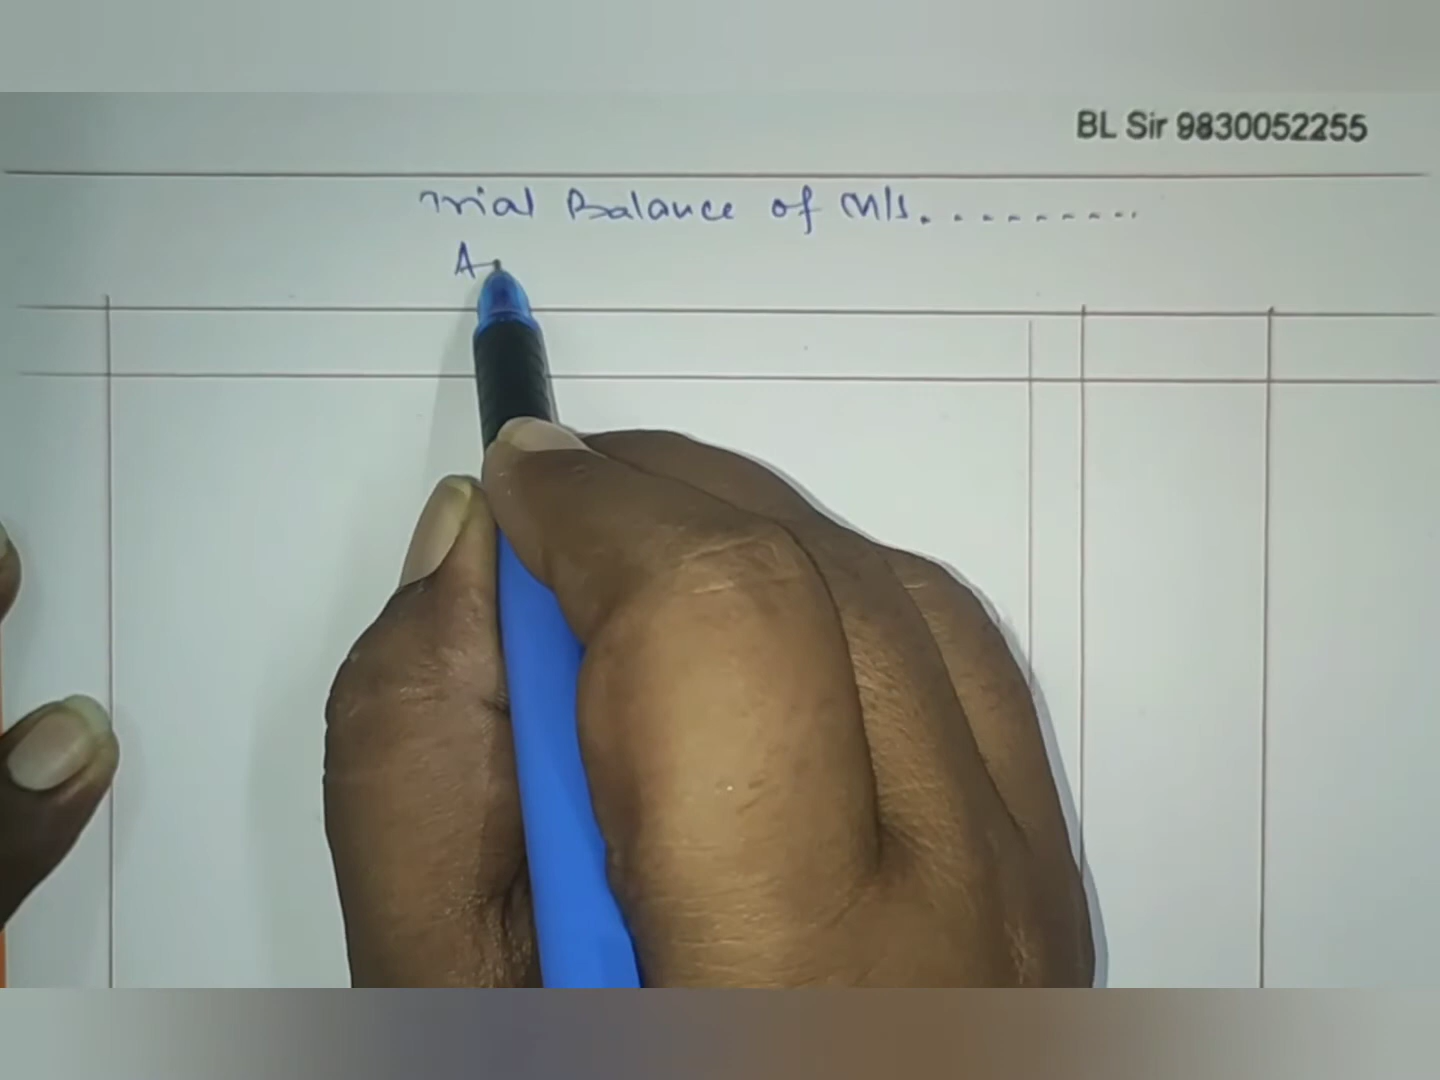 BL Sir 9830052255
Trial Balance of M/S..........
A